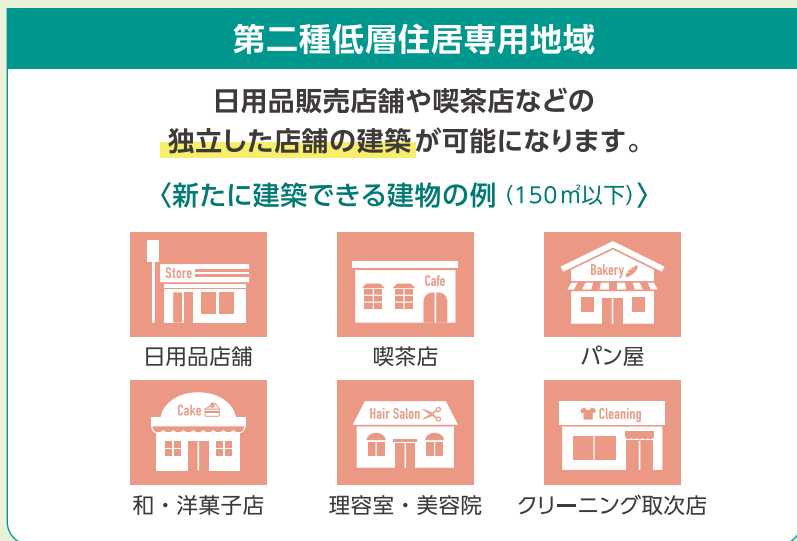 第二種低層住居専用地域
日用品販売店舗や喫茶店などの
独立した店舗の建築が可能になります。
〈新たに建築できる建物の例（150㎡以下）〉
Store
Cafe
Bakery
日用品店舗
喫茶店
パン屋
Cake
Hair Salon
Cleaning
和・洋菓子店
理容室・美容院
クリーニング取次店